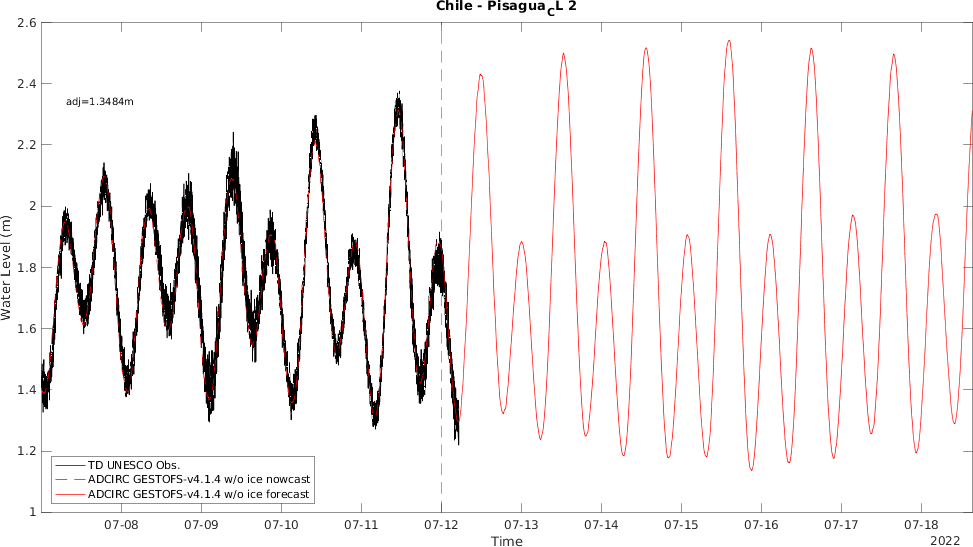 Chile - PisaguaCL 2
2.6
2.4
2.2
2
1.8
1.6
1.4
1.2
1
Water Level (m)
adj=1.3484m
TD UNESCO Obs.
ADCIRC GESTOFS-v4.1.4 w/o ice nowcast
ADCIRC GESTOFS-v4.1.4 w/o ice forecast
07-08 07-09 07-10 07-11 07-12 07-13 07-14 07-15 07-16 07-17 07-18
Time
2022